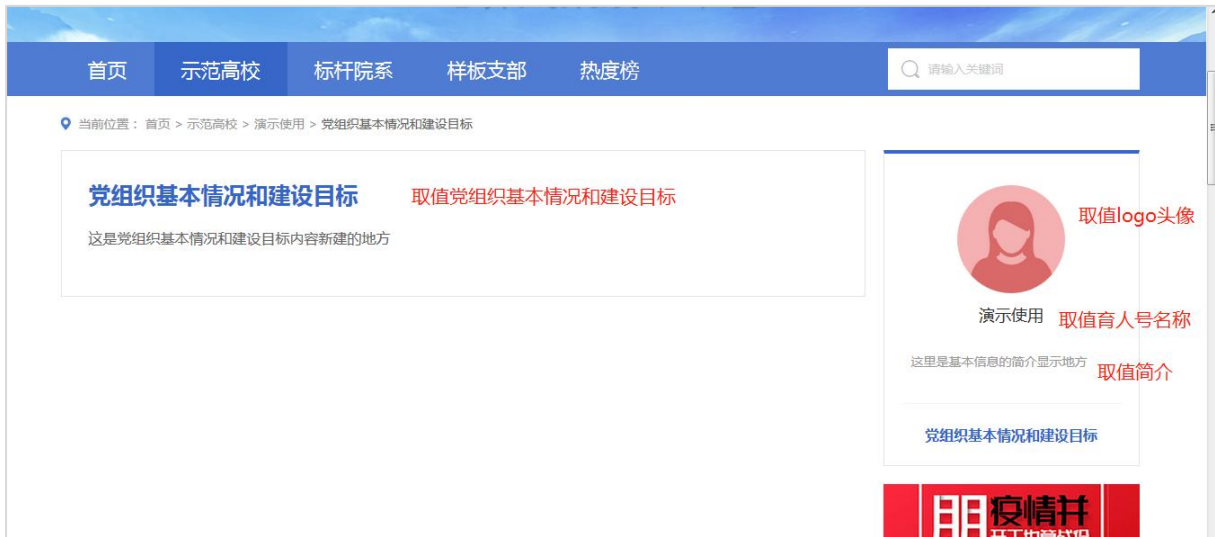 首页 示范高校 标杆院系 样板支部 热度榜 请输入关键词
当前位置： 首页 > 示范高校 > 演示使用 > 党组织基本情况和建设目标
党组织基本情况和建设目标 取值党组织基本情况和建设目标
这是党组织基本情况和建设目标内容新建的地方
取值logo头像
演示使用 取值育人号名称
这里是基本信息的简介显示地方 取值简介
党组织基本情况和建设目标
疫情并